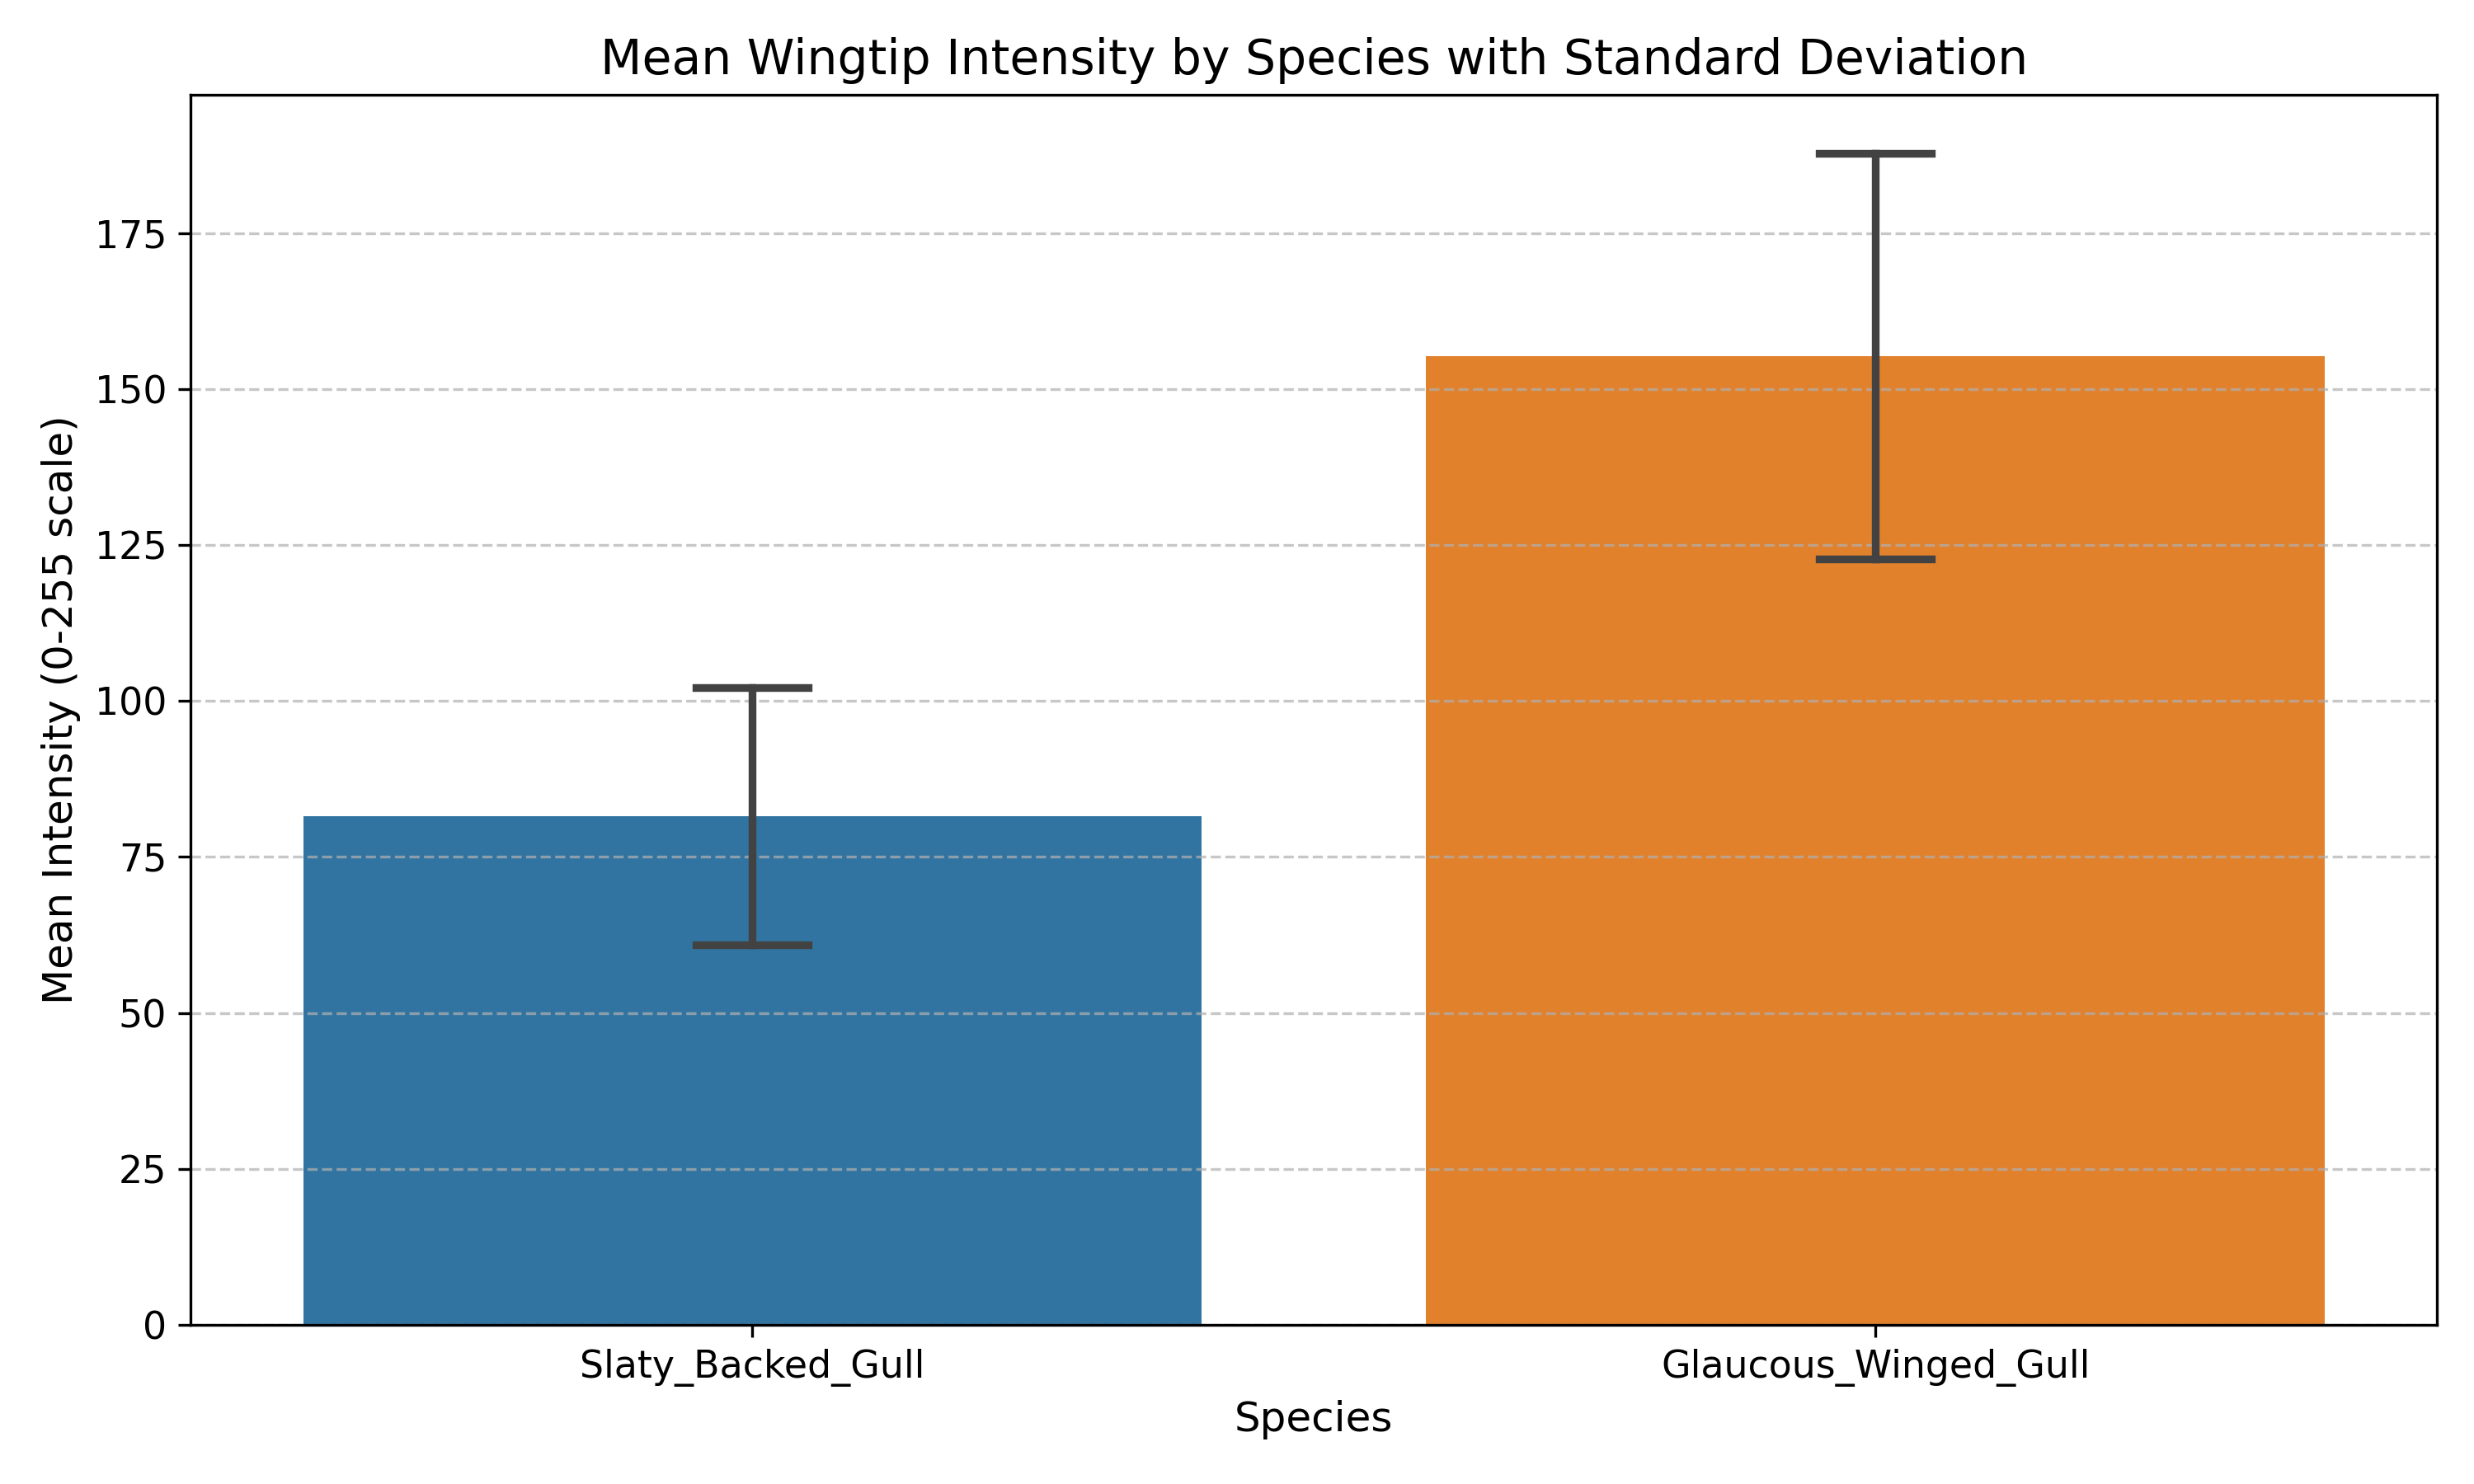 Mean Wingtip Intensity by Species with Standard Deviation
Mean Intensity (0-255 scale)
175
150
125
100
75
50
25
0
Slaty_Backed_Gull
Glaucous_Winged_Gull
Species